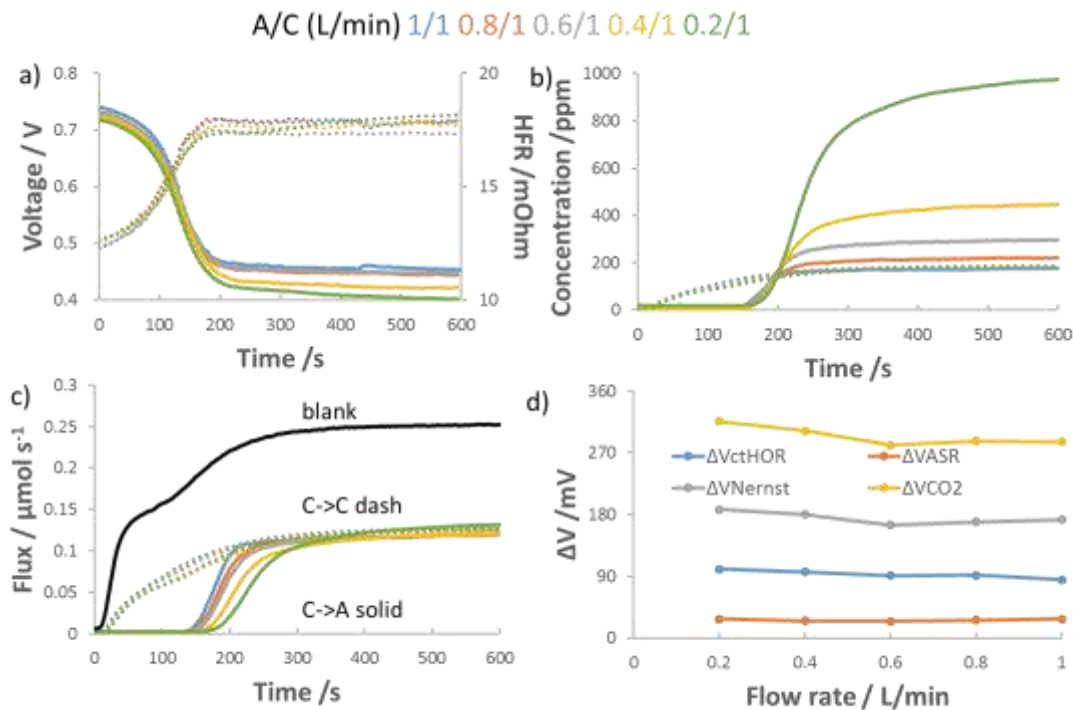 A/C (L/min) 1/1 0.8/1 0.6/1 0.4/1 0.2/1
a)
0.8
0.7
0.6
0.5
0.4
Voltage / V
20
15
10
HFR /mOhm
0 100 200 300 400 500 600
Time /s
b)
1000
800
600
400
200
0
Concentration /ppm
0 100 200 300 400 500 600
Time /s
c)
0.3
0.25
0.2
0.15
0.1
0.05
0
Flux / µmol s⁻¹
blank
C->C dash
C->A solid
0 100 200 300 400 500 600
Time /s
d)
360
270
180
90
0
ΔV /mV
ΔVctHOR ΔVASR
ΔVNernst ΔVCO2
0 0.2 0.4 0.6 0.8 1
Flow rate / L/min